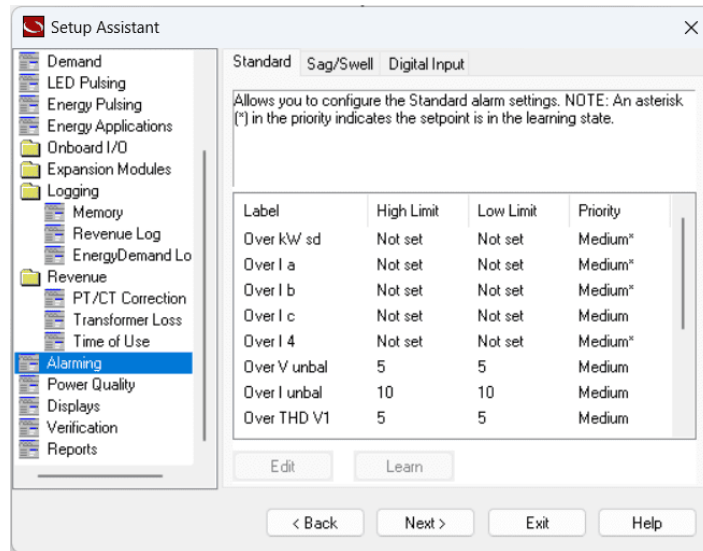 Setup Assistant
Demand
LED Pulsing
Energy Pulsing
Energy Applications
Onboard I/O
Expansion Modules
Logging
Memory
Revenue Log
EnergyDemand Lo
Revenue
PT/CT Correction
Transformer Loss
Time of Use
Alarming
Power Quality
Displays
Verification
Reports
Standard Sag/Swell Digital Input
Allows you to configure the Standard alarm settings. NOTE: An asterisk
(*) in the priority indicates the setpoint is in the learning state.
Label High Limit Low Limit Priority
Over kW sd Not set Not set Medium*
Over I a Not set Not set Medium*
Over I b Not set Not set Medium*
Over I c Not set Not set Medium
Over I 4 Not set Not set Medium*
Over V unbal 5 5 Medium
Over I unbal 10 10 Medium
Over THD V1 5 5 Medium
Edit Learn
< Back Next > Exit Help